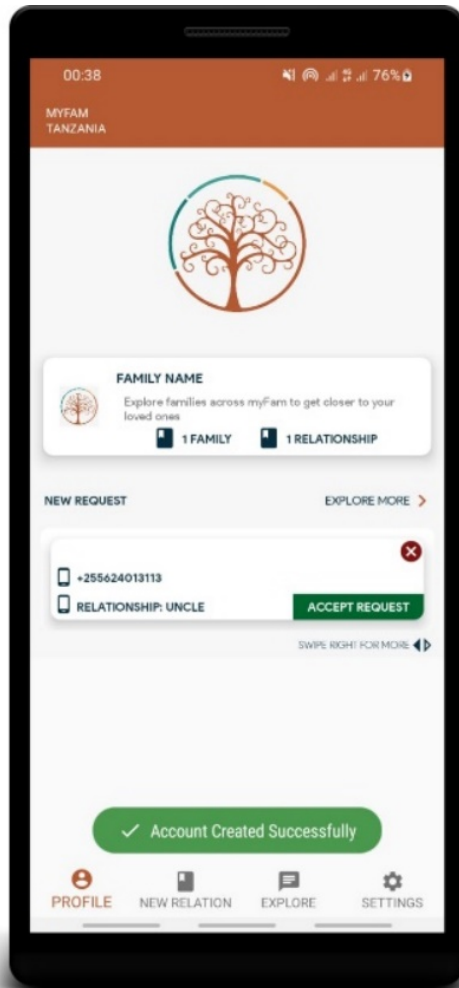 00:38
76%
MYFAM
TANZANIA
FAMILY NAME
Explore families across myFam to get closer to your
loved ones
1 FAMILY 1 RELATIONSHIP
NEW REQUEST EXPLORE MORE
+255624013113
RELATIONSHIP: UNCLE ACCEPT REQUEST
SWIPE RIGHT FOR MORE
Account Created Successfully
PROFILE NEW RELATION EXPLORE SETTINGS